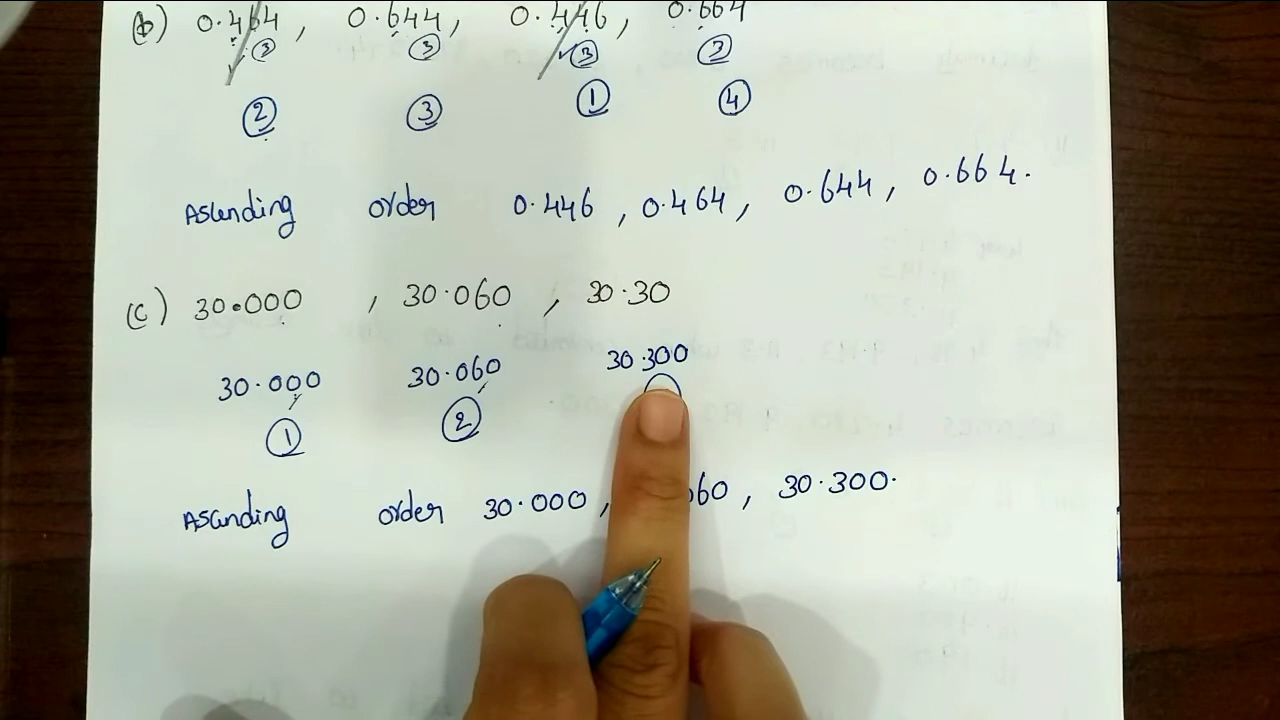 (b) 0.464, 0.644, 0.446, 0.664
③ ③ ③ ③
② ③ ① ④
Ascending order 0.446, 0.464, 0.644, 0.664.
(c) 30.000, 30.060, 30.30
30.000 30.060 30.300
① ②
Ascending order 30.000, 060, 30.300.